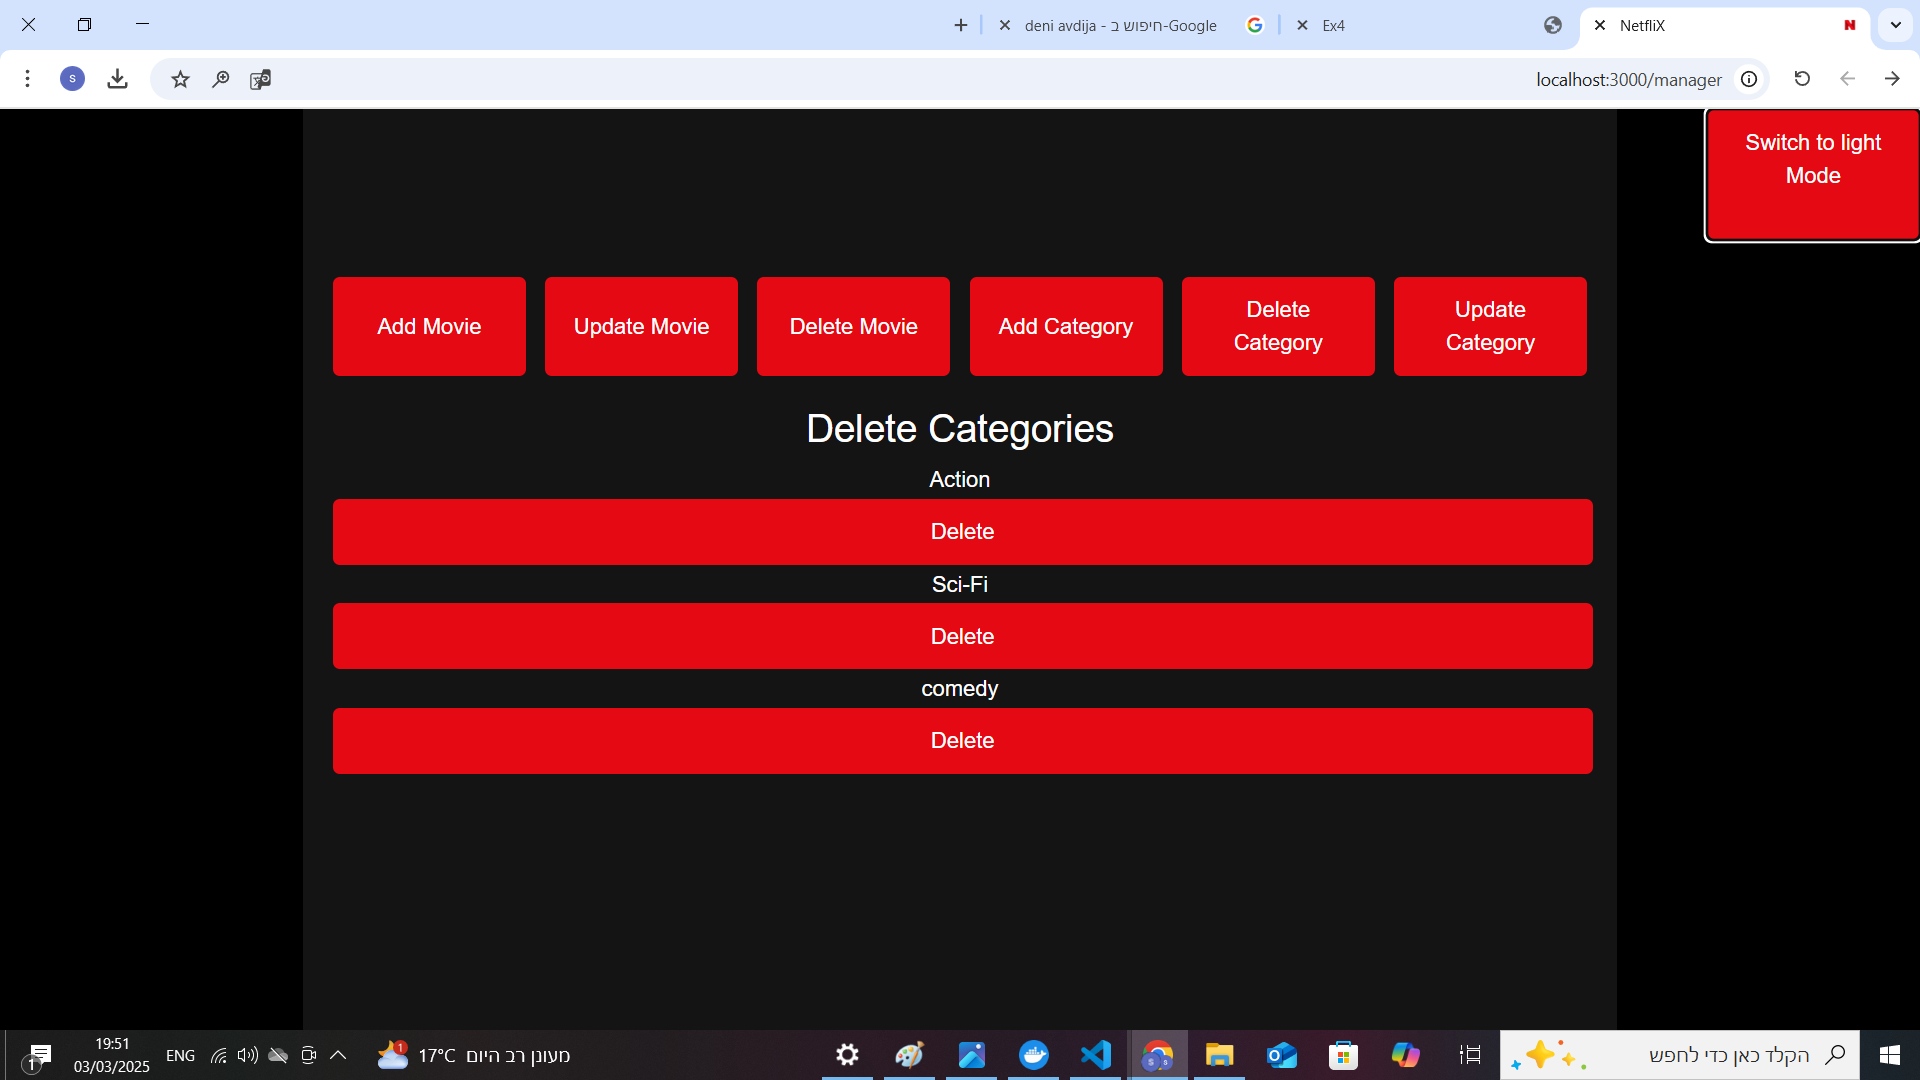 deni avdija - חיפוש ב-Google
Ex4
NetfliX
S
localhost:3000/manager
Switch to light
Mode
Add Movie
Update Movie
Delete Movie
Add Category
Delete
Category
Update
Category
Delete Categories
Action
Delete
Sci-Fi
Delete
comedy
Delete
1
19:51
03/03/2025
ENG
1
17°C מעונן רב היום
הקלד כאן כדי לחפש